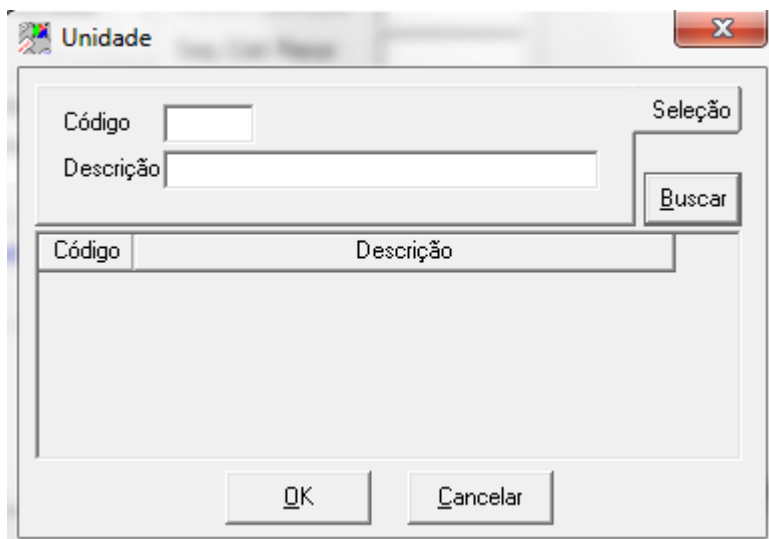 Unidade
Código
Seleção
Descrição
Buscar
Código Descrição
OK Cancelar